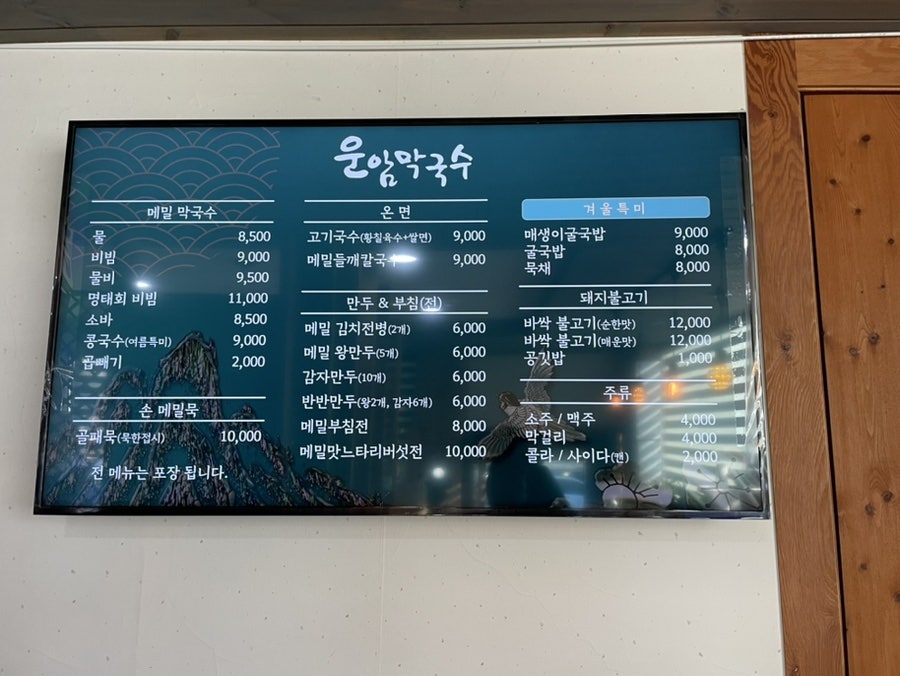 운암막국수
메밀 막국수
물 8,500
비빔 9,000
물비 9,500
명태회 비빔 11,000
소바 8,500
콩국수(여름특미) 9,000
곱빼기 2,000
손 메밀묵
골패묵(묵한접시) 10,000
전 메뉴는 포장 됩니다.
온 면
고기국수(황칠육수+쌀면) 9,000
메밀들깨칼국수 9,000
만두 & 부침(전)
메밀 김치전병(2개) 6,000
메밀 왕만두(5개) 6,000
감자만두(10개) 6,000
반반만두(왕2개, 감자6개) 6,000
메밀부침전 8,000
메밀맛느타리버섯전 10,000
겨울특미
매생이굴국밥 9,000
굴국밥 8,000
묵채 8,000
돼지불고기
바싹 불고기(순한맛) 12,000
바싹 불고기(매운맛) 12,000
공깃밥 1,000
주류
소주 / 맥주 4,000
막걸리 4,000
콜라 / 사이다(캔) 2,000